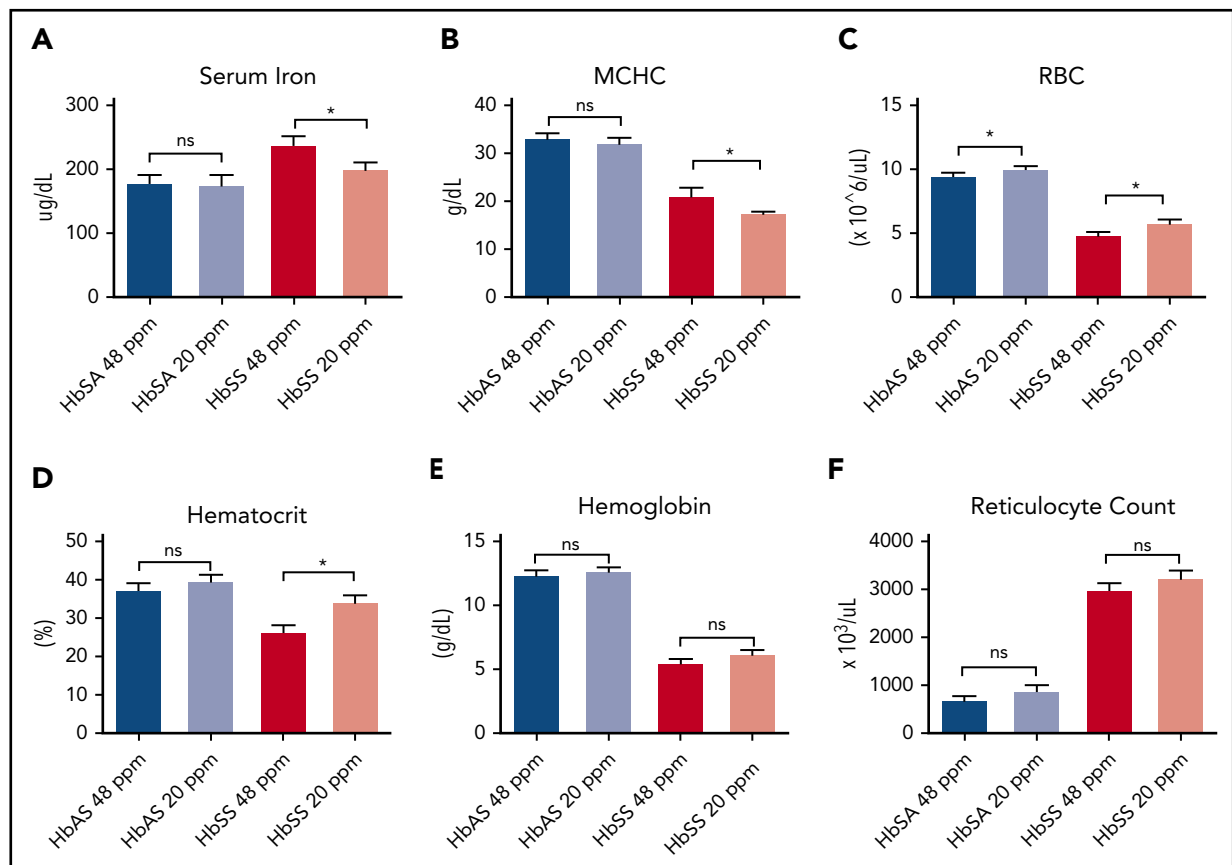 A
Serum Iron
ug/dL
300
200
100
0
ns
*
HbSA 48 ppm
HbSA 20 ppm
HbSS 48 ppm
HbSS 20 ppm
B
MCHC
g/dL
40
30
20
10
0
ns
*
HbAS 48 ppm
HbAS 20 ppm
HbSS 48 ppm
HbSS 20 ppm
C
RBC
(x 10^6/uL)
15
10
5
0
*
*
HbAS 48 ppm
HbAS 20 ppm
HbSS 48 ppm
HbSS 20 ppm
D
Hematocrit
(%)
50
40
30
20
10
0
ns
*
HbAS 48 ppm
HbAS 20 ppm
HbSS 48 ppm
HbSS 20 ppm
E
Hemoglobin
(g/dL)
15
10
5
0
ns
ns
HbAS 48 ppm
HbAS 20 ppm
HbSS 48 ppm
HbSS 20 ppm
F
Reticulocyte Count
x 10³/uL
4000
3000
2000
1000
0
ns
ns
HbSA 48 ppm
HbSA 20 ppm
HbSS 48 ppm
HbSS 20 ppm